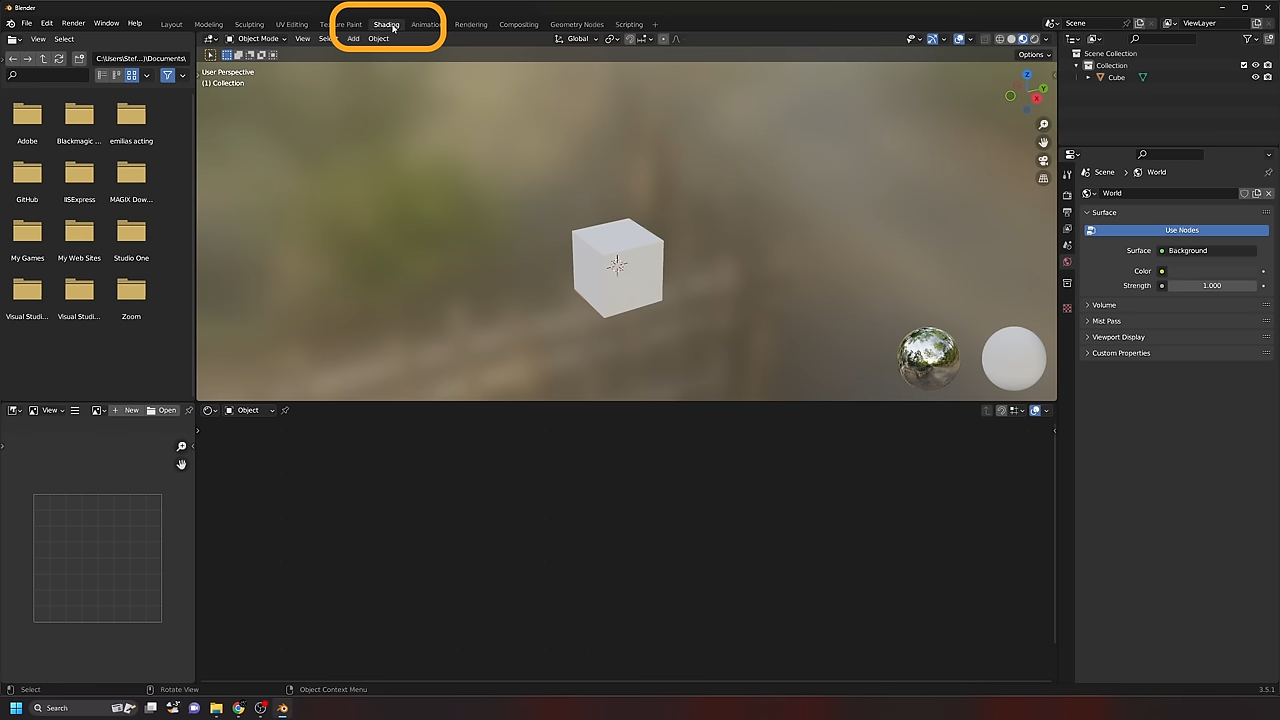 Blender
File Edit Render Window Help
Layout Modeling Sculpting UV Editing Texture Paint Shading Animation Rendering Compositing Geometry Nodes Scripting +
Scene ViewLayer
View Select
Object Mode View Select Add Object
Global
Options
C:\Users\Stef...)\Documents\
User Perspective
(1) Collection
Scene Collection
Collection
Cube
Adobe Blackmagic ... emilias acting
GitHub IISExpress MAGIX Dow...
My Games My Web Sites Studio One
Visual Studi... Visual Studi... Zoom
Z
Y
X
Scene World
World
Surface
Use Nodes
Surface Background
Color
Strength 1.000
Volume
Mist Pass
Viewport Display
Custom Properties
View New Open
Object
Select Rotate View Object Context Menu 3.5.1
Search